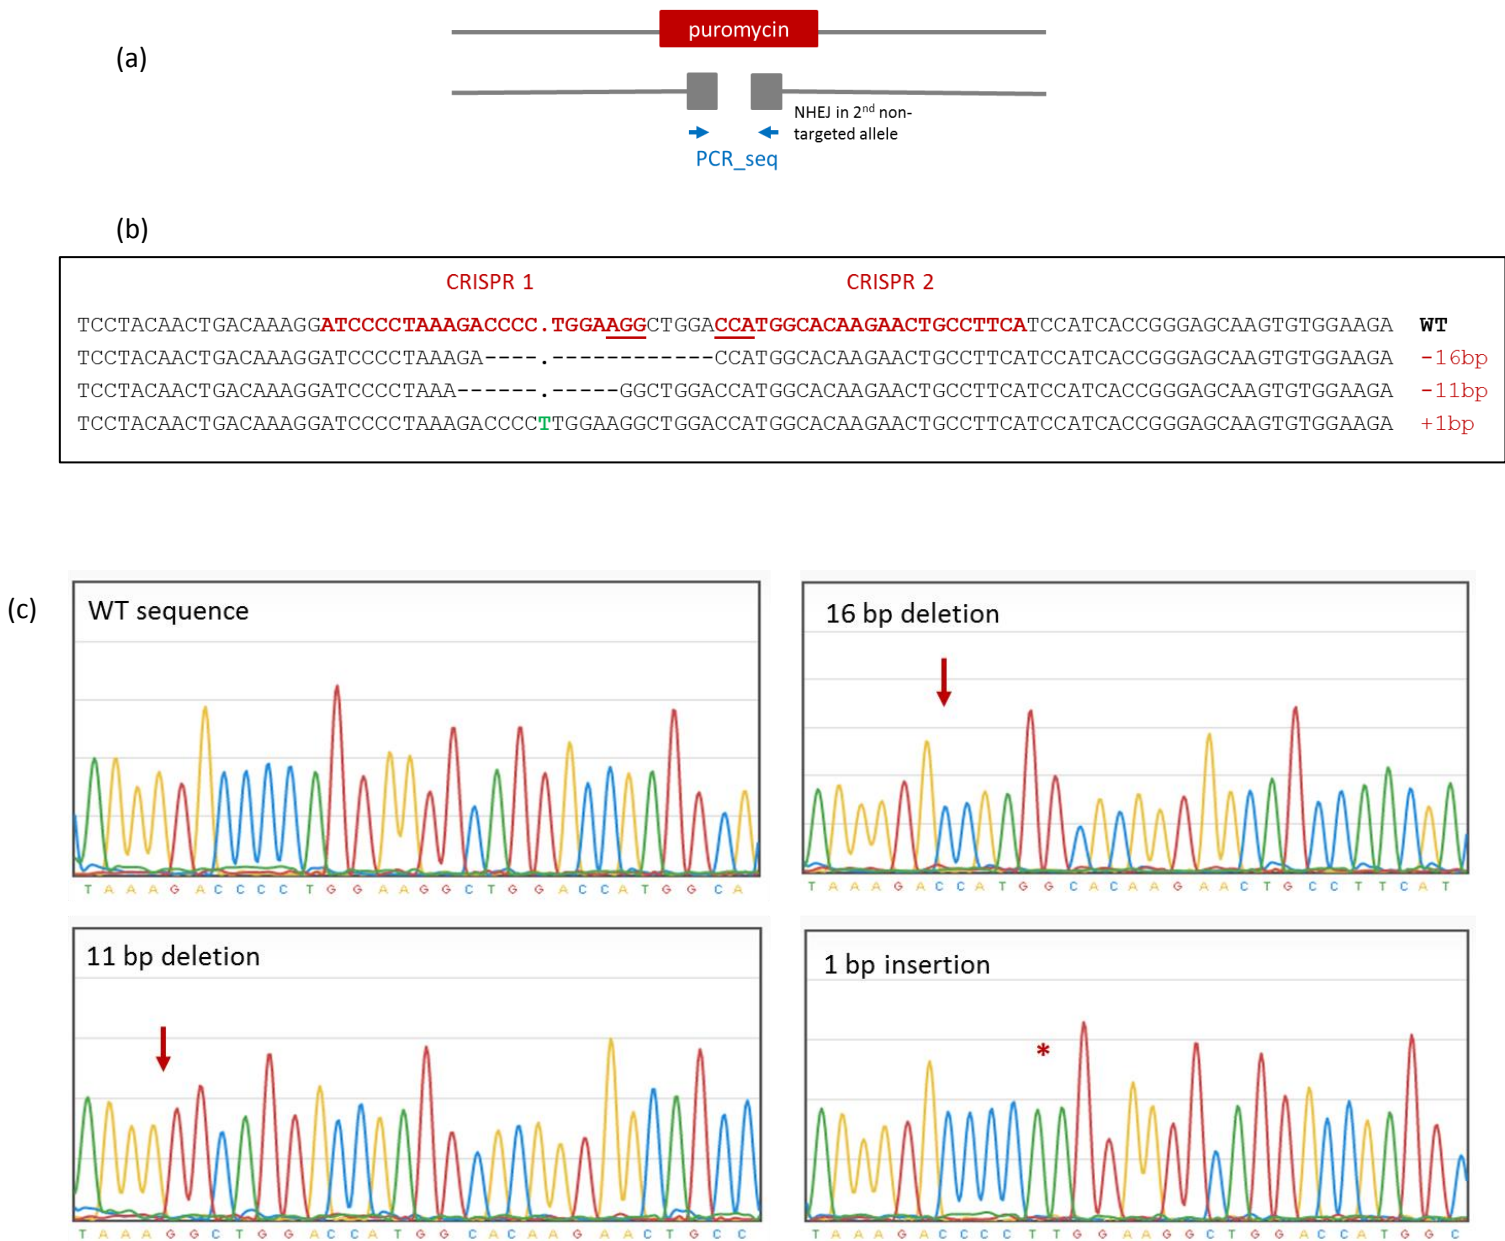 (a)
puromycin
NHEJ in 2nd non-
targeted allele
PCR_seq
(b)
CRISPR 1 CRISPR 2
TCCTACAACTGACAAAGGATCCCCTAAAGACCCC.TGGAAGGCTGGACCATGGCACAAGAACTGCCTTCATCCATCACCGGGAGCAAGTGTGGAAGA WT
TCCTACAACTGACAAAGGATCCCCTAAAGA----.------------CCATGGCACAAGAACTGCCTTCATCCATCACCGGGAGCAAGTGTGGAAGA -16bp
TCCTACAACTGACAAAGGATCCCCTAAA------.-----GGCTGGACCATGGCACAAGAACTGCCTTCATCCATCACCGGGAGCAAGTGTGGAAGA -11bp
TCCTACAACTGACAAAGGATCCCCTAAAGACCCCTTGGAAGGCTGGACCATGGCACAAGAACTGCCTTCATCCATCACCGGGAGCAAGTGTGGAAGA +1bp
(c)
WT sequence
T A A A G A C C C C T G G A A G G C T G G A C C A T G G C A
16 bp deletion
T A A A G A C C A T G G C A C A A G A A C T G C C T T C A T
11 bp deletion
T A A A G G C T G G A C C A T G G C A C A A G A A C T G C C
1 bp insertion
*
T A A A G A C C C C T T G G A A G G C T G G A C C A T G G C